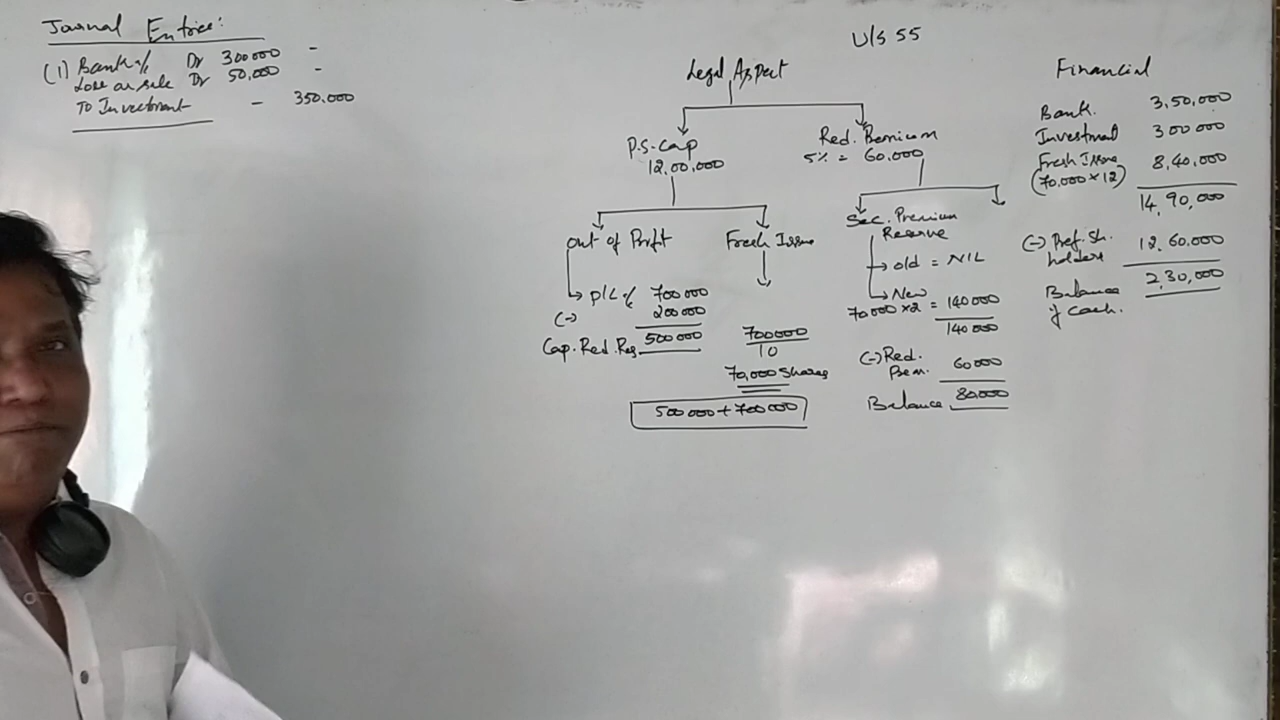 Journal Entries:
(1) Bank a/c Dr 300000 -
Loss on sale Dr 50,000 -
To Investment - 350,000
U/s 55
Legal Aspect
P.S. Cap
12,00,000
Red. Premium
5% = 60,000
out of Profit
Fresh Issue
P/L a/c 700000
(-) 200000
Cap. Red. Res 500000
700000
10
70,000 Shares
500000 + 700000
Sec. Premium
Reserve
old = NIL
New
70000 x 2 = 140000
140000
(-) Red.
Prem. 60000
Balance 80000
Financial
Bank. 3,50,000
Investment 300000
Fresh Issue 8,40,000
(70,000 x 12)
14,90,000
(-) Pref. Sh. 12,60,000
holders
Balance 2,30,000
of cash.